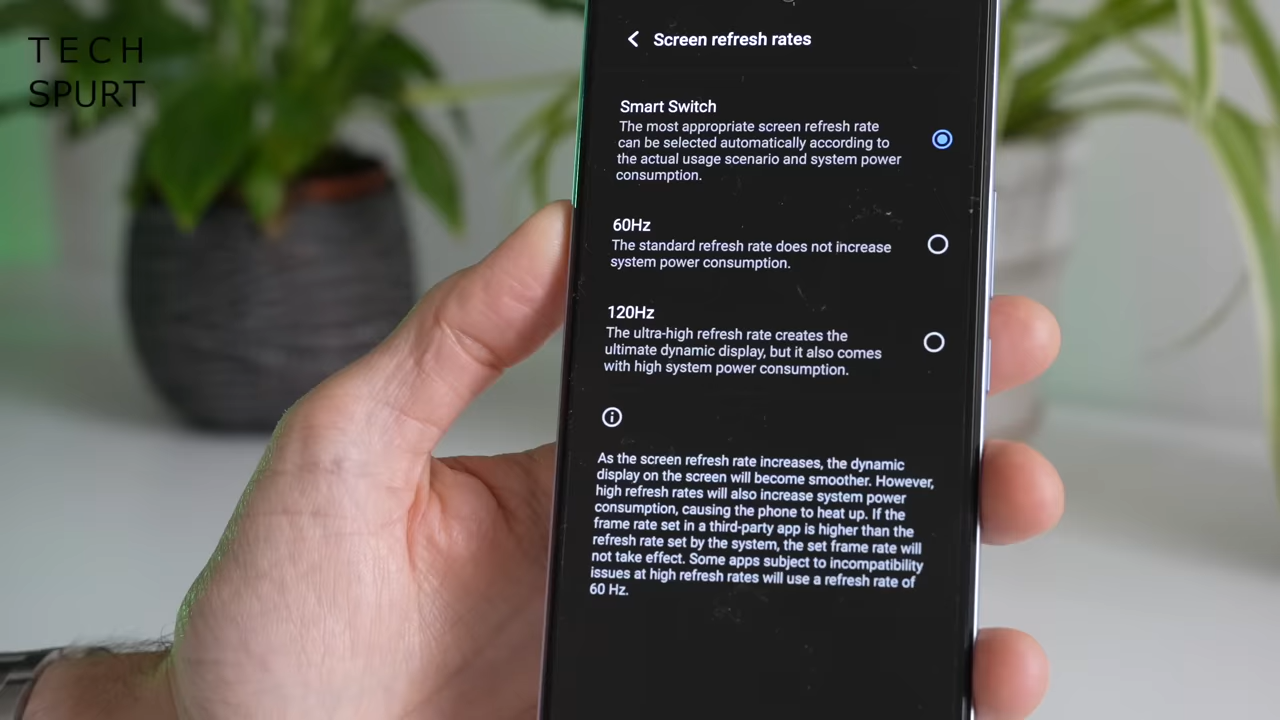 TECH
SPURT
Screen refresh rates
Smart Switch
The most appropriate screen refresh rate
can be selected automatically according to
the actual usage scenario and system power
consumption.
60Hz
The standard refresh rate does not increase
system power consumption.
120Hz
The ultra-high refresh rate creates the
ultimate dynamic display, but it also comes
with high system power consumption.
As the screen refresh rate increases, the dynamic
display on the screen will become smoother. However,
high refresh rates will also increase system power
consumption, causing the phone to heat up. If the
frame rate set in a third-party app is higher than the
refresh rate set by the system, the set frame rate will
not take effect. Some apps subject to incompatibility
issues at high refresh rates will use a refresh rate of
60 Hz.